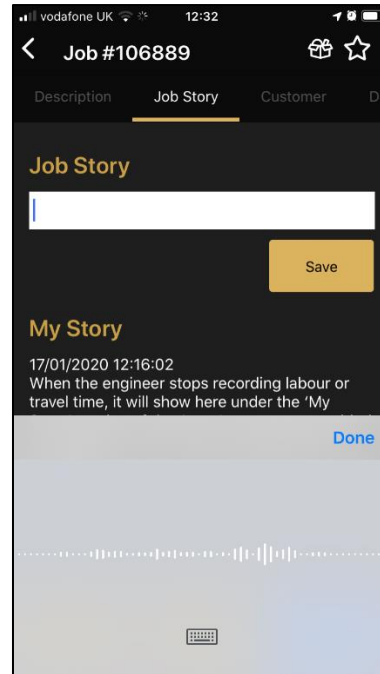 vodafone UK 12:32
Job #106889
Description Job Story Customer D
Job Story
Save
My Story
17/01/2020 12:16:02
When the engineer stops recording labour or
travel time, it will show here under the 'My
Done